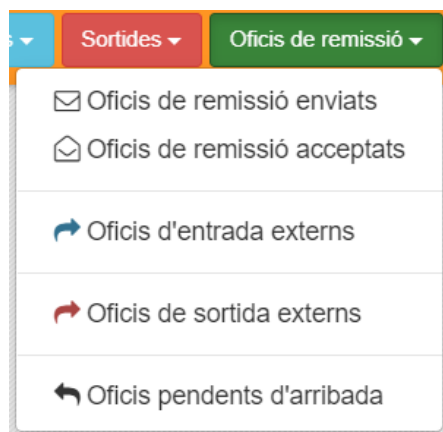 s
Sortides
Oficis de remissió
Oficis de remissió enviats
Oficis de remissió acceptats
Oficis d'entrada externs
Oficis de sortida externs
Oficis pendents d'arribada